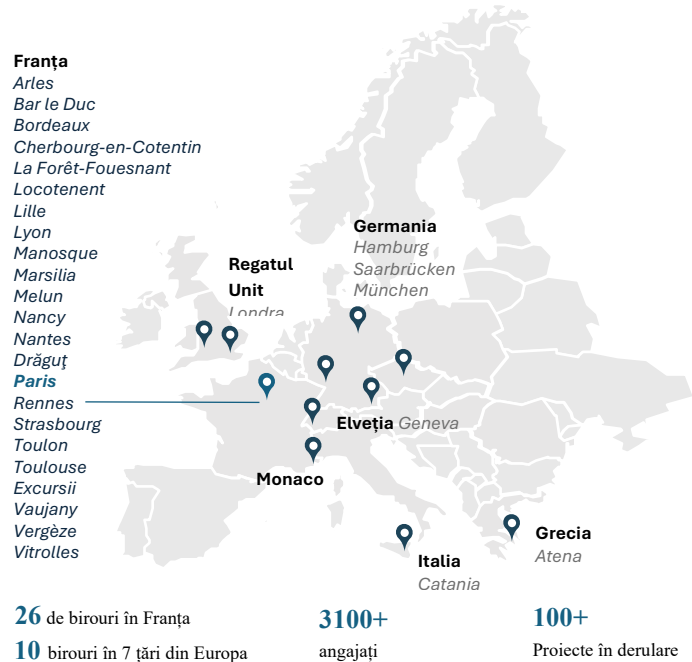 Franța
Arles
Bar le Duc
Bordeaux
Cherbourg-en-Cotentin
La Forêt-Fouesnant
Locotenent
Lille
Lyon
Manosque
Marsilia
Melun
Nancy
Nantes
Drăguţ
Paris
Rennes
Strasbourg
Toulon
Toulouse
Excursii
Vaujany
Vergèze
Vitrolles
Regatul
Unit
Londra
Germania
Hamburg
Saarbrücken
München
Elveția Geneva
Monaco
Italia
Catania
Grecia
Atena
26 de birouri în Franța
10 birouri în 7 țări din Europa
3100+
angajați
100+
Proiecte în derulare